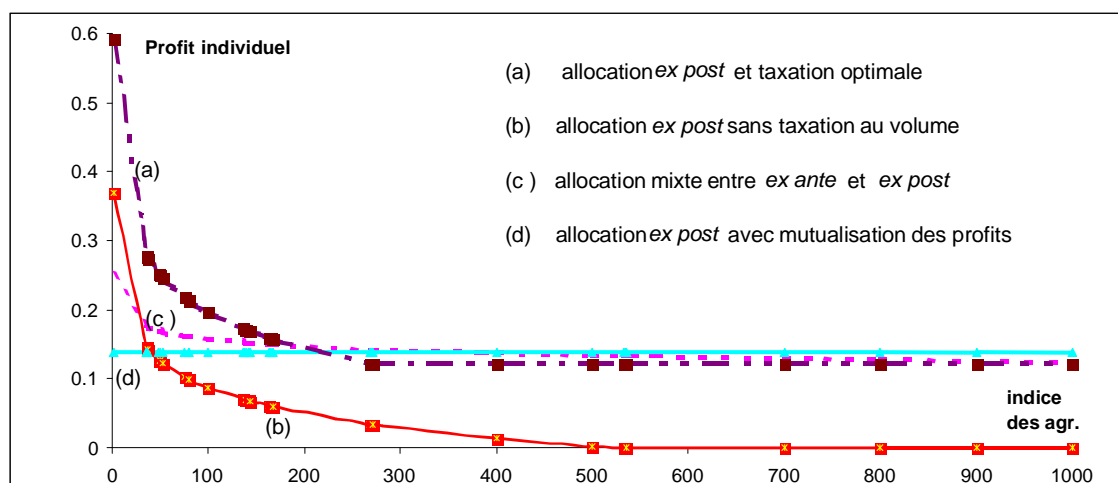 0.6
Profit individuel
(a) allocation ex post et taxation optimale
0.5
(b) allocation ex post sans taxation au volume
0.4
(a)
(c ) allocation mixte entre ex ante et ex post
0.3
(d) allocation ex post avec mutualisation des profits
0.2
(c )
0.1
(d)
indice
des agr.
(b)
0
0 100 200 300 400 500 600 700 800 900 1000